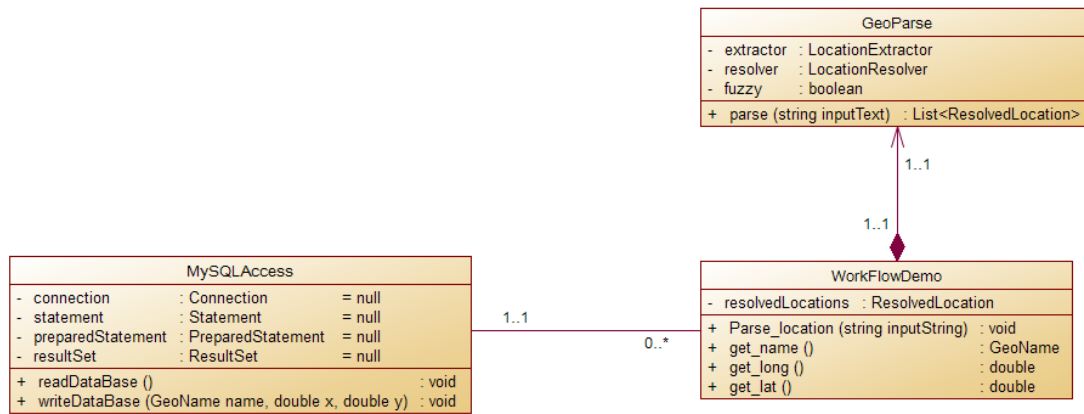 GeoParse
- extractor : LocationExtractor
- resolver : LocationResolver
- fuzzy : boolean
+ parse (string inputText) : List<ResolvedLocation>
1..1
1..1
MySQLAccess
- connection : Connection = null
- statement : Statement = null
- preparedStatement : PreparedStatement = null
- resultSet : ResultSet = null
+ readDataBase () : void
+ writeDataBase (GeoName name, double x, double y) : void
1..1
0..*
WorkFlowDemo
- resolvedLocations : ResolvedLocation
+ Parse_location (string inputString) : void
+ get_name () : GeoName
+ get_long () : double
+ get_lat () : double